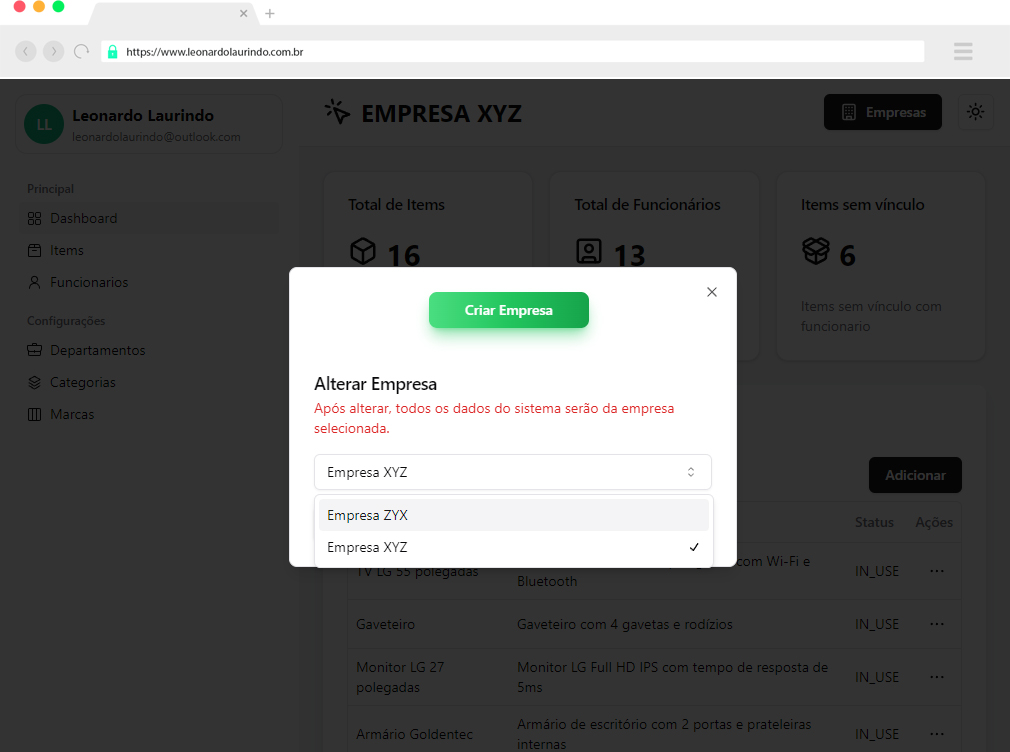 https://www.leonardolaurindo.com.br
LL
Leonardo Laurindo
leonardolaurindo@outlook.com
EMPRESA XYZ
Empresas
Principal
Dashboard
Items
Funcionarios
Configurações
Departamentos
Categorias
Marcas
Total de Items
16
Total de Funcionários
13
Items sem vínculo
6
Items sem vínculo com
funcionario
Criar Empresa
Alterar Empresa
Após alterar, todos os dados do sistema serão da empresa
selecionada.
Empresa XYZ
Empresa ZYX
Empresa XYZ
Adicionar
Status Ações
TV LG 55 polegadas
com Wi-Fi e
Bluetooth
IN_USE
Gaveteiro
Gaveteiro com 4 gavetas e rodízios
IN_USE
Monitor LG 27
polegadas
Monitor LG Full HD IPS com tempo de resposta de
5ms
IN_USE
Armário Goldentec
Armário de escritório com 2 portas e prateleiras
internas
IN_USE